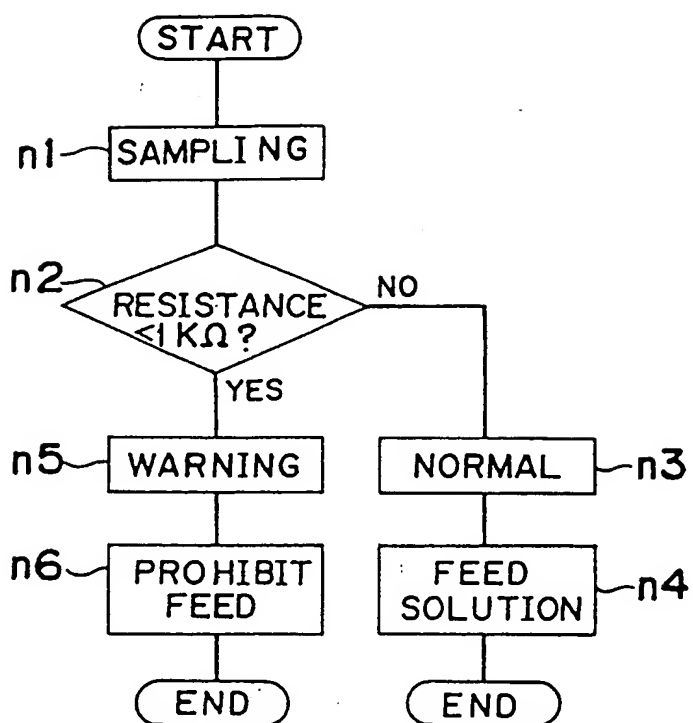 START
n1
SAMPLING
n2
RESISTANCE
<1 KΩ?
NO
YES
n5
WARNING
NORMAL
n3
n6
PROHIBIT
FEED
FEED
SOLUTION
n4
END
END